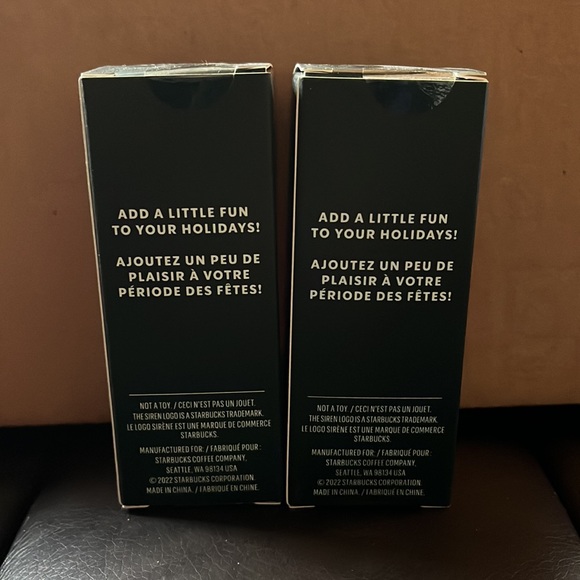 ADD A LITTLE FUN
TO YOUR HOLIDAYS!
AJOUTEZ UN PEU DE
PLAISIR À VOTRE
PÉRIODE DES FÊTES!
NOT A TOY. / CECI N'EST PAS UN JOUET.
THE SIREN LOGO IS A STARBUCKS TRADEMARK.
LE LOGO SIRÈNE EST UNE MARQUE DE COMMERCE
STARBUCKS.
MANUFACTURED FOR: / FABRIQUÉ POUR :
STARBUCKS COFFEE COMPANY,
SEATTLE, WA 98134 USA
© 2022 STARBUCKS CORPORATION
MADE IN CHINA. / FABRIQUÉ EN CHINE.
ADD A LITTLE FUN
TO YOUR HOLIDAYS!
AJOUTEZ UN PEU DE
PLAISIR À VOTRE
PÉRIODE DES FÊTES!
NOT A TOY. / CECI N'EST PAS UN JOUET.
THE SIREN LOGO IS A STARBUCKS TRADEMARK.
LE LOGO SIRÈNE EST UNE MARQUE DE COMMERCE
STARBUCKS.
MANUFACTURED FOR: / FABRIQUÉ POUR :
STARBUCKS COFFEE COMPANY,
SEATTLE, WA 98134 USA
© 2022 STARBUCKS CORPORATION
MADE IN CHINA. / FABRIQUÉ EN CHINE.